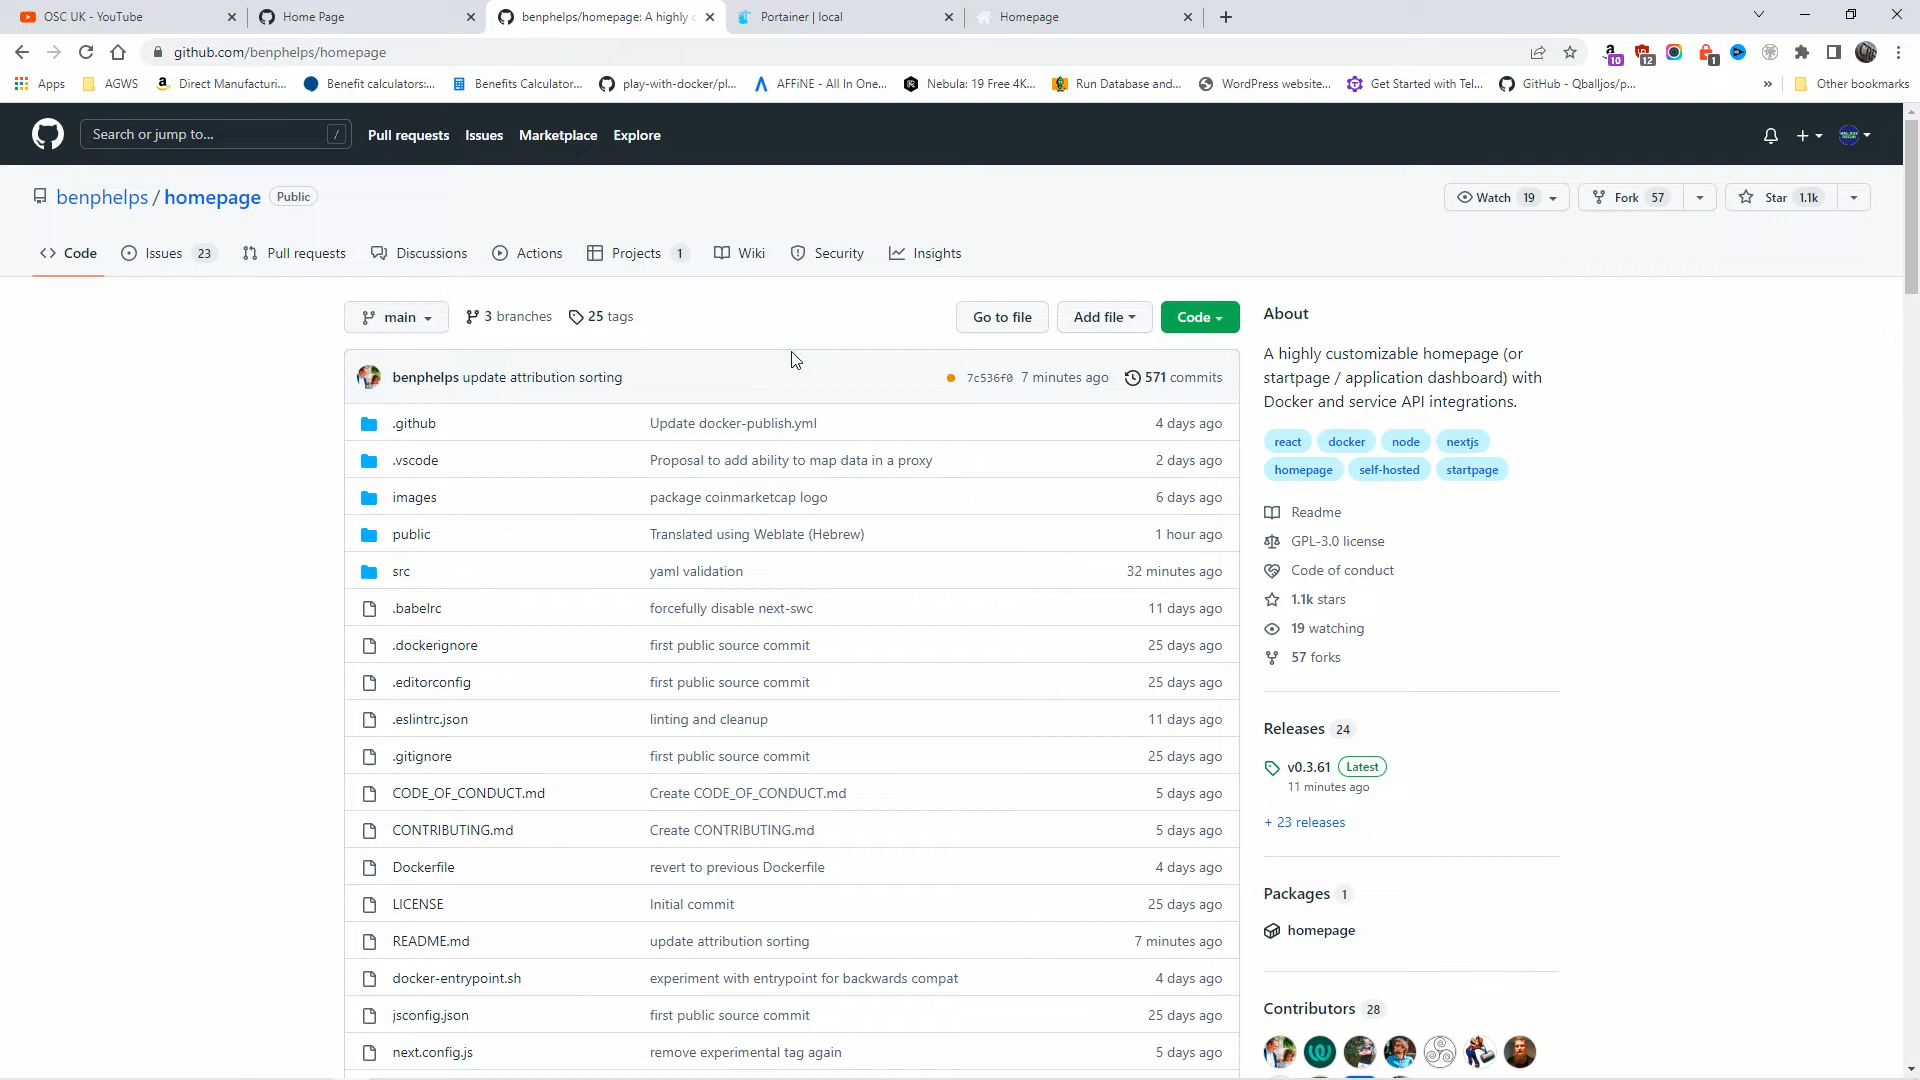 OSC UK - YouTube
Home Page
benphelps/homepage: A highly c
Portainer | local
Homepage
github.com/benphelps/homepage
10
12
1
Apps
AGWS
Direct Manufacturi...
Benefit calculators:...
Benefits Calculator...
play-with-docker/pl...
AFFiNE - All In One...
Nebula: 19 Free 4K...
Run Database and...
WordPress website...
Get Started with Tel...
GitHub - Qballjos/p...
»
Other bookmarks
Search or jump to... /
Pull requests
Issues
Marketplace
Explore
benphelps / homepage Public
Watch 19
Fork 57
Star 1.1k
Code
Issues 23
Pull requests
Discussions
Actions
Projects 1
Wiki
Security
Insights
main
3 branches
25 tags
Go to file
Add file
Code
benphelps update attribution sorting 7c536f0 7 minutes ago 571 commits
.github Update docker-publish.yml 4 days ago
.vscode Proposal to add ability to map data in a proxy 2 days ago
images package coinmarketcap logo 6 days ago
public Translated using Weblate (Hebrew) 1 hour ago
src yaml validation 32 minutes ago
.babelrc forcefully disable next-swc 11 days ago
.dockerignore first public source commit 25 days ago
.editorconfig first public source commit 25 days ago
.eslintrc.json linting and cleanup 11 days ago
.gitignore first public source commit 25 days ago
CODE_OF_CONDUCT.md Create CODE_OF_CONDUCT.md 5 days ago
CONTRIBUTING.md Create CONTRIBUTING.md 5 days ago
Dockerfile revert to previous Dockerfile 4 days ago
LICENSE Initial commit 25 days ago
README.md update attribution sorting 7 minutes ago
docker-entrypoint.sh experiment with entrypoint for backwards compat 4 days ago
jsconfig.json first public source commit 25 days ago
next.config.js remove experimental tag again 5 days ago
About
A highly customizable homepage (or
startpage / application dashboard) with
Docker and service API integrations.
react docker node nextjs
homepage self-hosted startpage
Readme
GPL-3.0 license
Code of conduct
1.1k stars
19 watching
57 forks
Releases 24
v0.3.61 Latest
11 minutes ago
+ 23 releases
Packages 1
homepage
Contributors 28